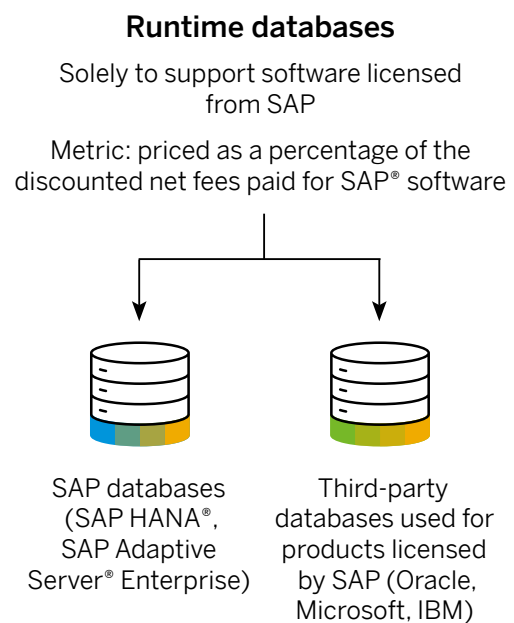 Runtime databases
Solely to support software licensed
from SAP
Metric: priced as a percentage of the
discounted net fees paid for SAP® software
SAP databases
(SAP HANA®,
SAP Adaptive
Server® Enterprise)
Third-party
databases used for
products licensed
by SAP (Oracle,
Microsoft, IBM)